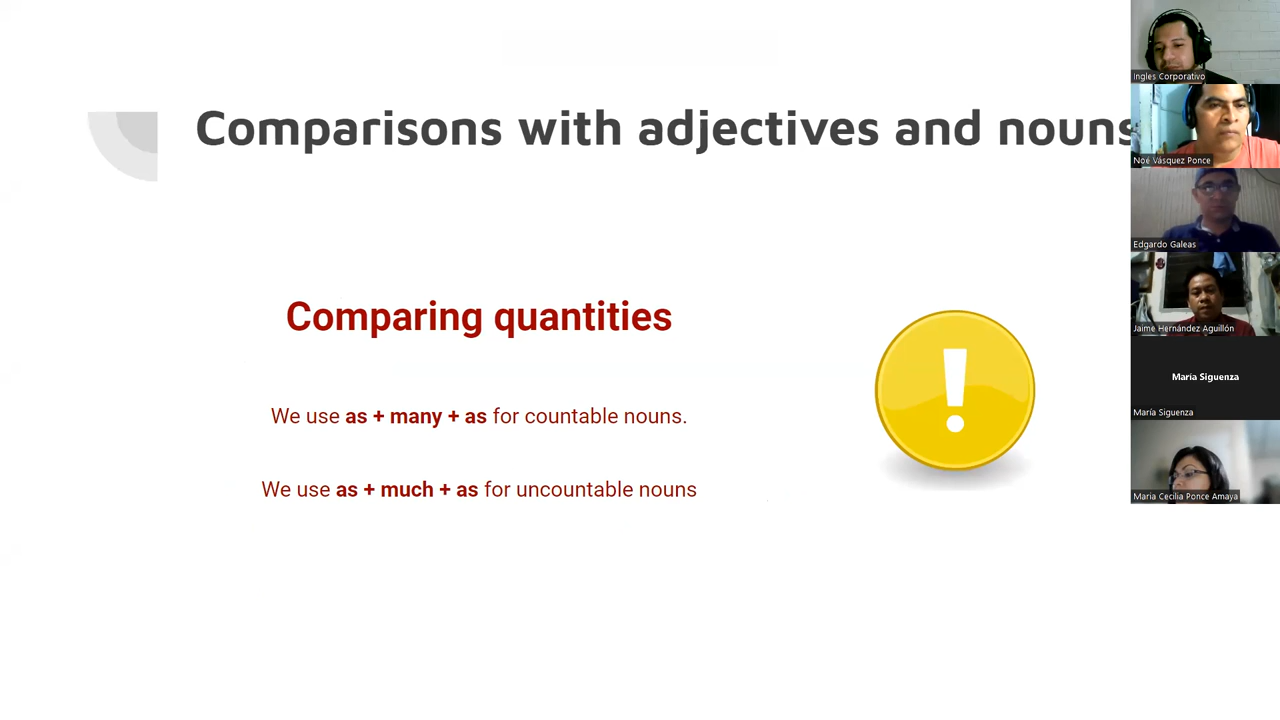 Comparisons with adjectives and nouns
Comparing quantities
We use as + many + as for countable nouns.
We use as + much + as for uncountable nouns
Ingles Corporativo
Noé Vásquez Ponce
Edgardo Galeas
Jaime Hernández Aguillón
Maria Siguenza
María Siguenza
Maria Cecilia Ponce Amaya